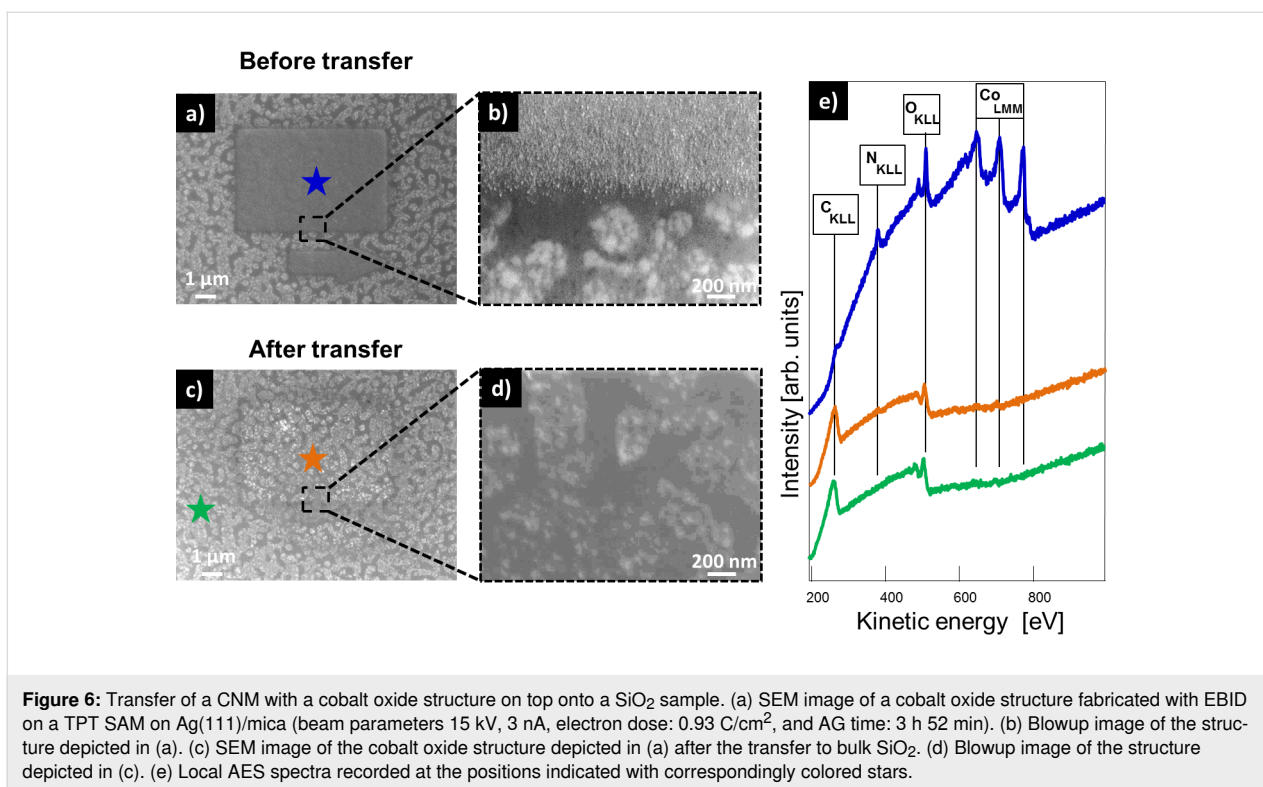 Before transfer
a)
1 µm
b)
200 nm
After transfer
c)
1 µm
d)
200 nm
e)
C KLL
N KLL
O KLL
Co LMM
Intensity [arb. units]
200 400 600 800
Kinetic energy [eV]
Figure 6: Transfer of a CNM with a cobalt oxide structure on top onto a SiO₂ sample. (a) SEM image of a cobalt oxide structure fabricated with EBID
on a TPT SAM on Ag(111)/mica (beam parameters 15 kV, 3 nA, electron dose: 0.93 C/cm², and AG time: 3 h 52 min). (b) Blowup image of the struc-
ture depicted in (a). (c) SEM image of the cobalt oxide structure depicted in (a) after the transfer to bulk SiO₂. (d) Blowup image of the structure
depicted in (c). (e) Local AES spectra recorded at the positions indicated with correspondingly colored stars.